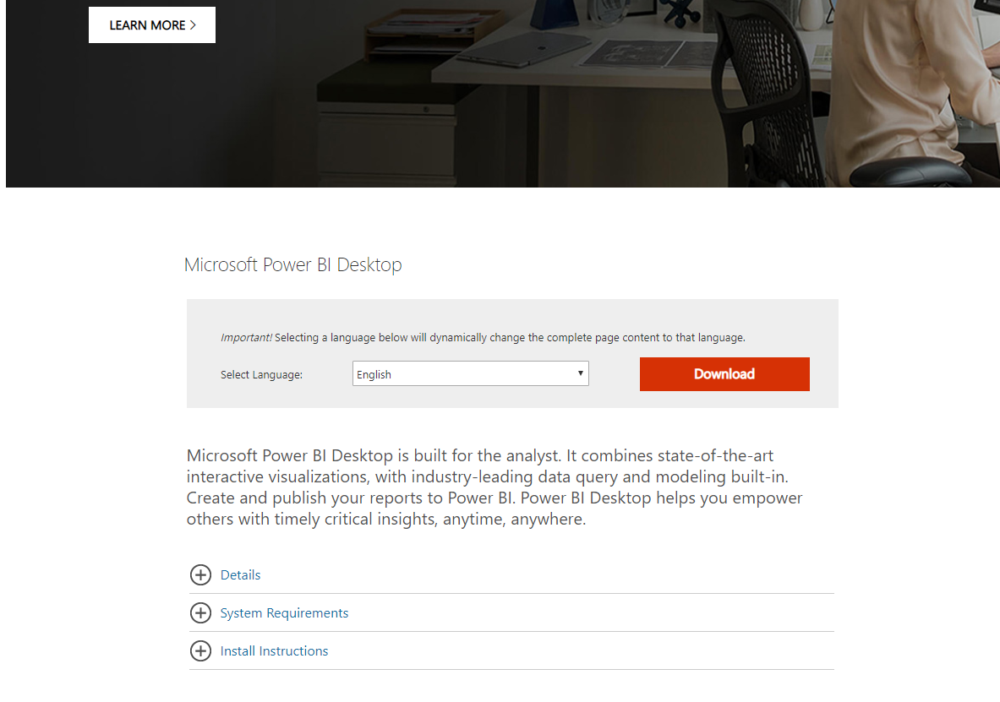 LEARN MORE >
Microsoft Power BI Desktop
Important! Selecting a language below will dynamically change the complete page content to that language.
Select Language:
English
Download
Microsoft Power BI Desktop is built for the analyst. It combines state-of-the-art
interactive visualizations, with industry-leading data query and modeling built-in.
Create and publish your reports to Power BI. Power BI Desktop helps you empower
others with timely critical insights, anytime, anywhere.
Details
System Requirements
Install Instructions